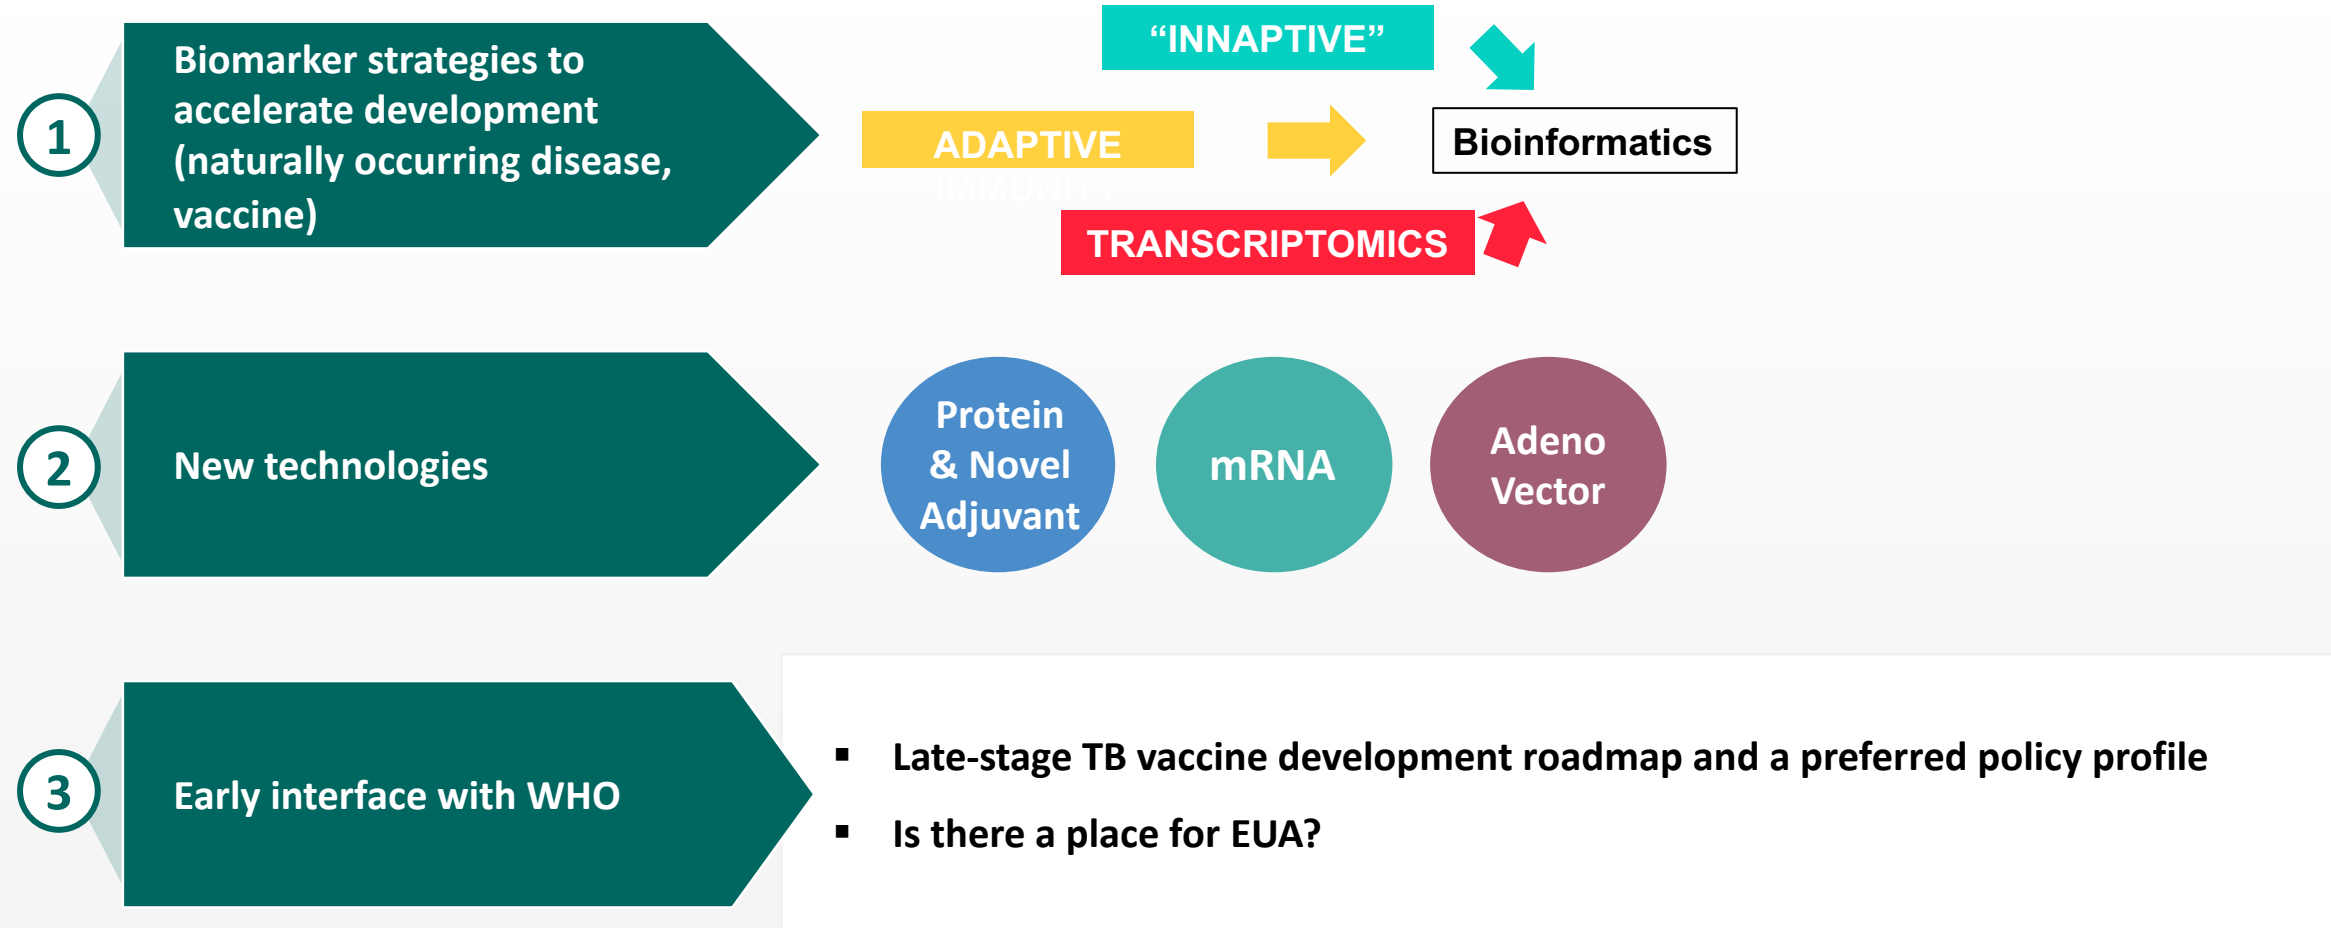 1
Biomarker strategies to
accelerate development
(naturally occurring disease,
vaccine)
“INNAPTIVE”
ADAPTIVE
IMMUNITY
TRANSCRIPTOMICS
Bioinformatics
2
New technologies
Protein
& Novel
Adjuvant
mRNA
Adeno
Vector
3
Early interface with WHO
▪ Late-stage TB vaccine development roadmap and a preferred policy profile
▪ Is there a place for EUA?